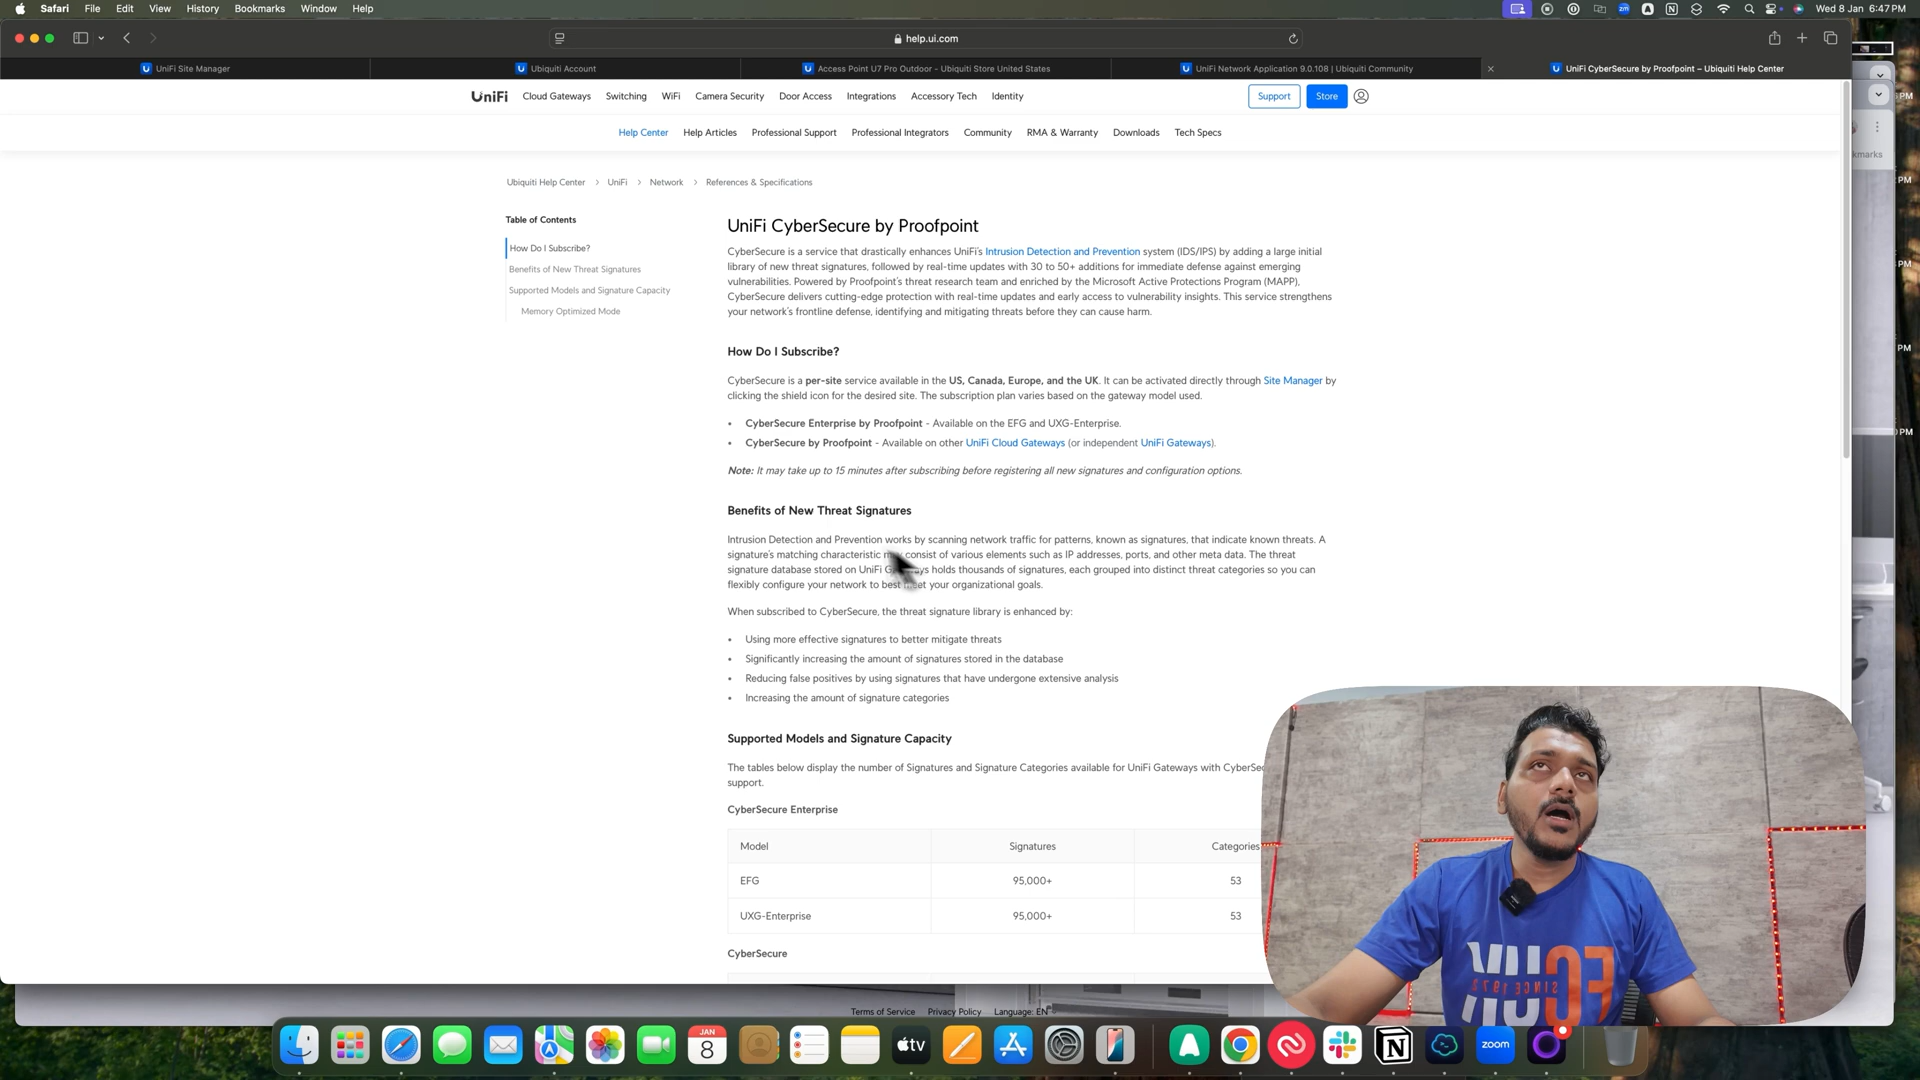 Safari File Edit View History Bookmarks Window Help
Wed 8 Jan 6:47 PM
help.ui.com
UniFi Site Manager
Ubiquiti Account
Access Point U7 Pro Outdoor - Ubiquiti Store United States
UniFi Network Application 9.0.108 | Ubiquiti Community
UniFi CyberSecure by Proofpoint – Ubiquiti Help Center
UniFi Cloud Gateways Switching WiFi Camera Security Door Access Integrations Accessory Tech Identity Support Store
Help Center Help Articles Professional Support Professional Integrators Community RMA & Warranty Downloads Tech Specs
Ubiquiti Help Center > UniFi > Network > References & Specifications
Table of Contents
How Do I Subscribe?
Benefits of New Threat Signatures
Supported Models and Signature Capacity
Memory Optimized Mode
UniFi CyberSecure by Proofpoint
CyberSecure is a service that drastically enhances UniFi's Intrusion Detection and Prevention system (IDS/IPS) by adding a large initial
library of new threat signatures, followed by real-time updates with 30 to 50+ additions for immediate defense against emerging
vulnerabilities. Powered by Proofpoint's threat research team and enriched by the Microsoft Active Protections Program (MAPP),
CyberSecure delivers cutting-edge protection with real-time updates and early access to vulnerability insights. This service strengthens
your network's frontline defense, identifying and mitigating threats before they can cause harm.
How Do I Subscribe?
CyberSecure is a per-site service available in the US, Canada, Europe, and the UK. It can be activated directly through Site Manager by
clicking the shield icon for the desired site. The subscription plan varies based on the gateway model used.
• CyberSecure Enterprise by Proofpoint - Available on the EFG and UXG-Enterprise.
• CyberSecure by Proofpoint - Available on other UniFi Cloud Gateways (or independent UniFi Gateways).
Note: It may take up to 15 minutes after subscribing before registering all new signatures and configuration options.
Benefits of New Threat Signatures
Intrusion Detection and Prevention works by scanning network traffic for patterns, known as signatures, that indicate known threats. A
signature's matching characteristic may consist of various elements such as IP addresses, ports, and other meta data. The threat
signature database stored on UniFi Gateways holds thousands of signatures, each grouped into distinct threat categories so you can
flexibly configure your network to best meet your organizational goals.
When subscribed to CyberSecure, the threat signature library is enhanced by:
• Using more effective signatures to better mitigate threats
• Significantly increasing the amount of signatures stored in the database
• Reducing false positives by using signatures that have undergone extensive analysis
• Increasing the amount of signature categories
Supported Models and Signature Capacity
The tables below display the number of Signatures and Signature Categories available for UniFi Gateways with CyberSec
support.
CyberSecure Enterprise
Model Signatures Categories
EFG 95,000+ 53
UXG-Enterprise 95,000+ 53
CyberSecure
Terms of Service Privacy Policy Language: EN
kmarks
PM
PM
PM
PM
PM
JAN
8
tv
zoom
SINCE 197